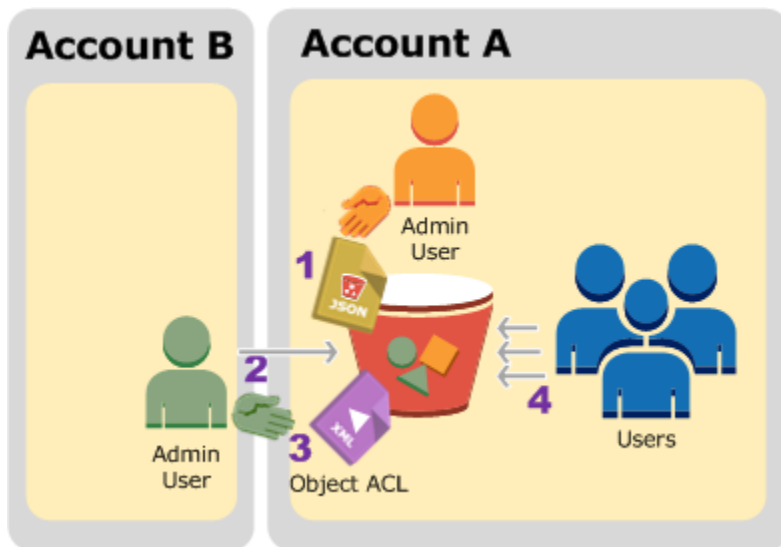 Account B
Account A
Admin
User
1
JSON
2
4
Users
Admin
User
3
XML
Object ACL